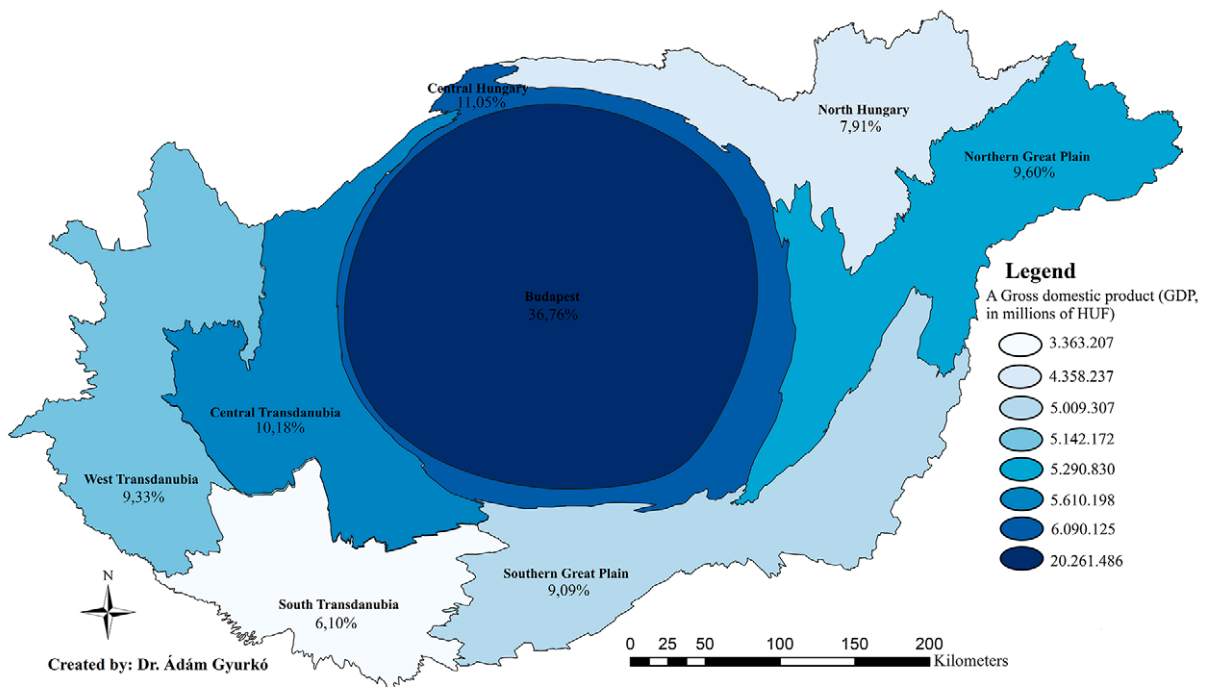 Central Hungary
11,05%
North Hungary
7,91%
Northern Great Plain
9,60%
Budapest
36,76%
Central Transdanubia
10,18%
West Transdanubia
9,33%
Southern Great Plain
9,09%
South Transdanubia
6,10%
Legend
A Gross domestic product (GDP,
in millions of HUF)
3.363.207
4.358.237
5.009.307
5.142.172
5.290.830
5.610.198
6.090.125
20.261.486
N
Created by: Dr. Ádám Gyurkó
0 25 50 100 150 200
Kilometers